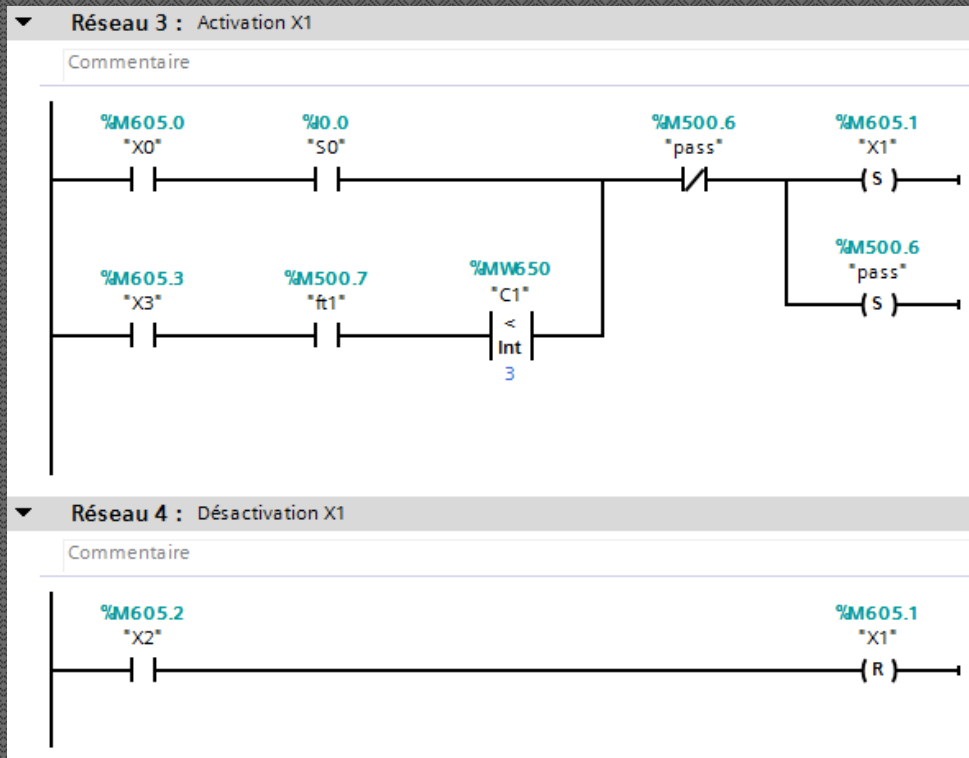 Réseau 3 : Activation X1
Commentaire
%M605.0 %I0.0 %M500.6 %M605.1
"X0" "S0" "pass" "X1"
S
%M500.6
"pass"
S
%M605.3 %M500.7 %MW650
"X3" "ft1" "C1"
<
Int
3
Réseau 4 : Désactivation X1
Commentaire
%M605.2 %M605.1
"X2" "X1"
R